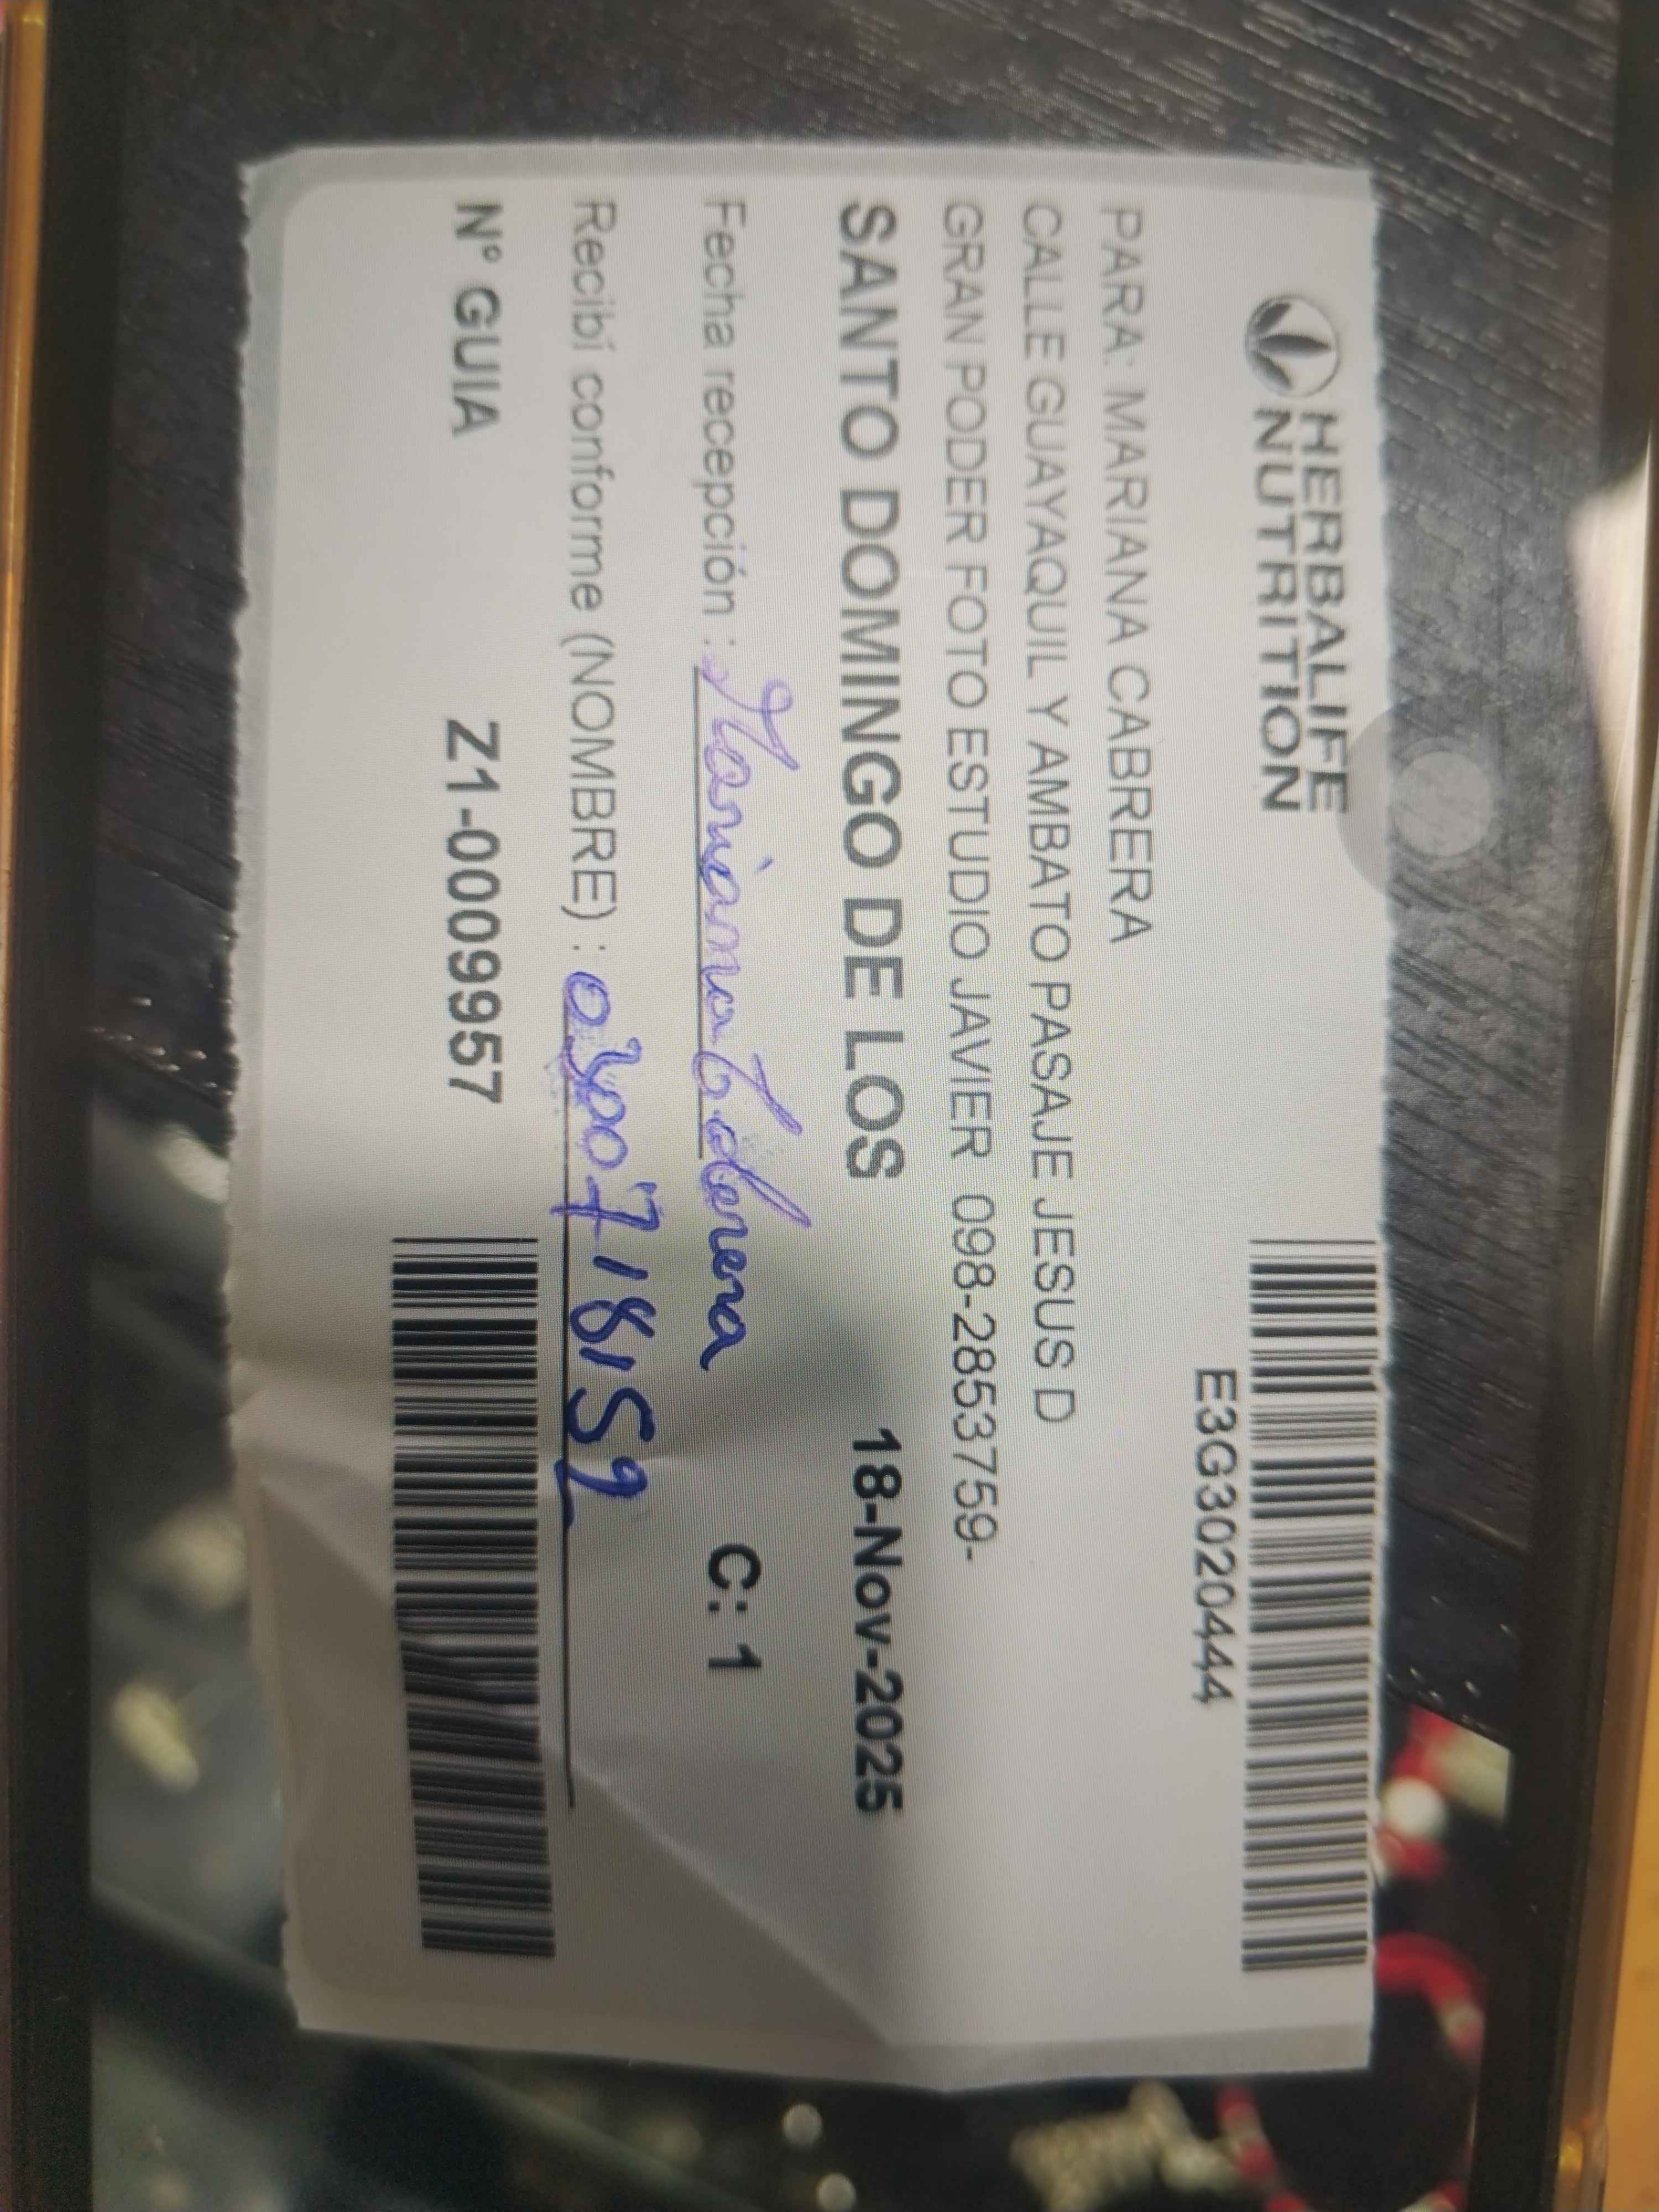 HERBALIFE
NUTRITION
E3G3020444
PARA: MARIANA CABRERA
CALLE GUAYAQUIL Y AMBATO PASAJE JESUS D
GRAN PODER FOTO ESTUDIO JAVIER 098-2853759-
SANTO DOMINGO DE LOS 18-Nov-2025
Fecha recepción : Mariana Cabrera C: 1
Recibí conforme (NOMBRE) : 0300718152
N° GUIA Z1-0009957